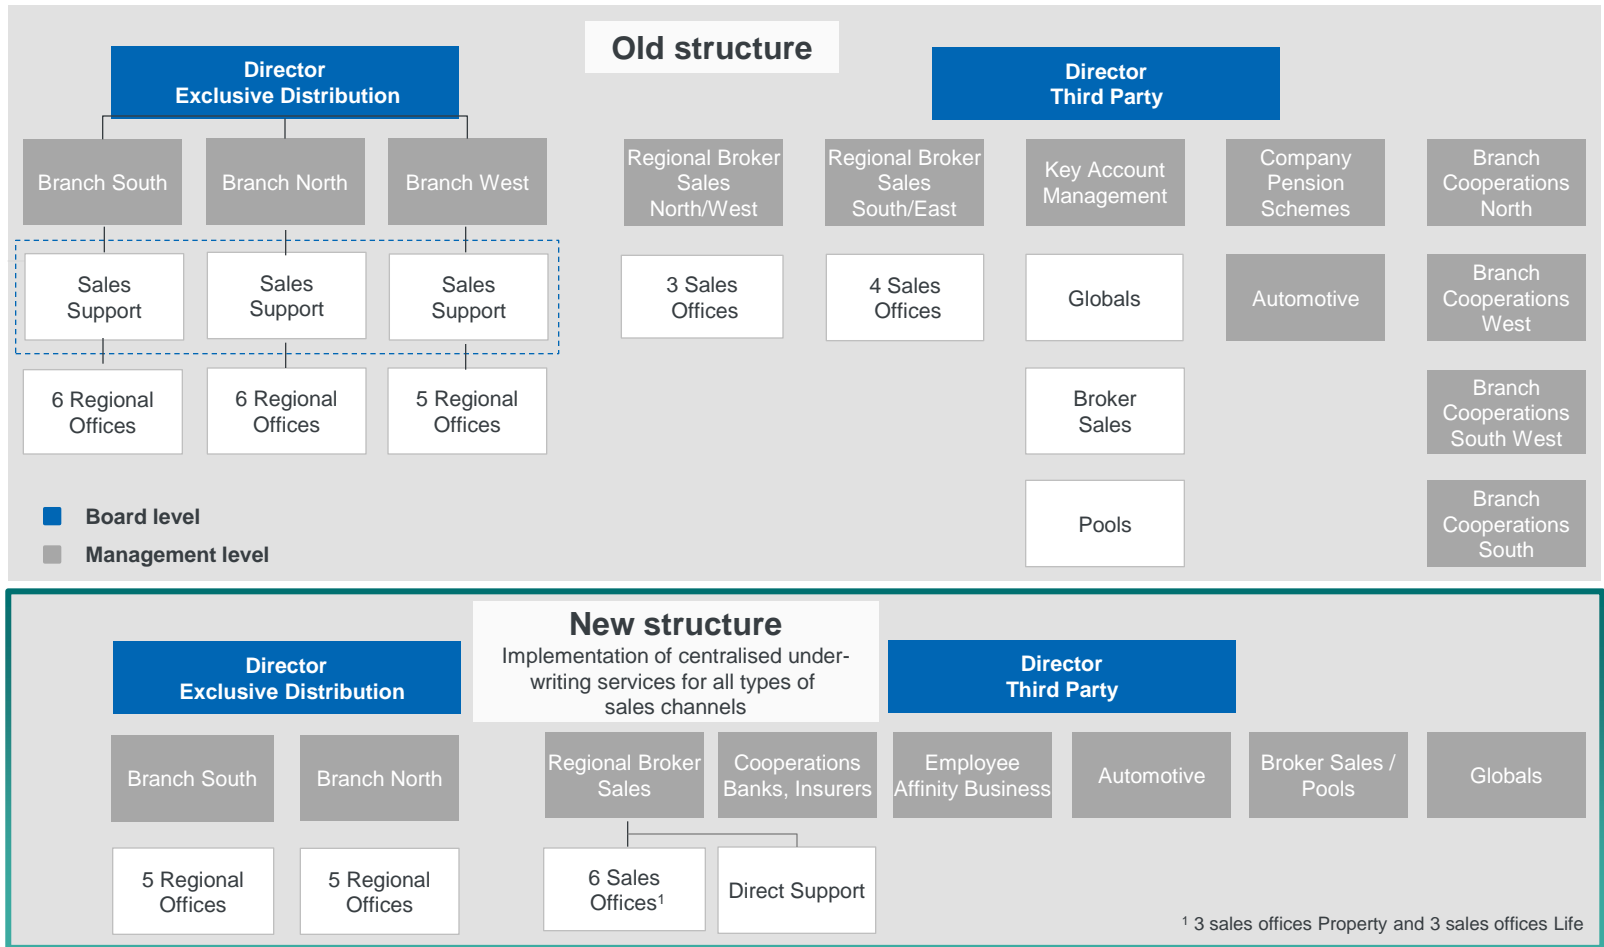 Old structure
Director
Exclusive Distribution
Director
Third Party
Branch South
Branch North
Branch West
Regional Broker
Sales
North/West
Regional Broker
Sales
South/East
Key Account
Management
Company
Pension
Schemes
Branch
Cooperations
North
Sales
Support
Sales
Support
Sales
Support
3 Sales
Offices
4 Sales
Offices
Globals
Automotive
Branch
Cooperations
West
6 Regional
Offices
6 Regional
Offices
5 Regional
Offices
Broker
Sales
Branch
Cooperations
South West
Pools
Branch
Cooperations
South
Board level
Management level
New structure
Implementation of centralised under-
writing services for all types of
sales channels
Director
Exclusive Distribution
Director
Third Party
Branch South
Branch North
Regional Broker
Sales
Cooperations
Banks, Insurers
Employee
Affinity Business
Automotive
Broker Sales /
Pools
Globals
5 Regional
Offices
5 Regional
Offices
6 Sales
Offices¹
Direct Support
¹ 3 sales offices Property and 3 sales offices Life